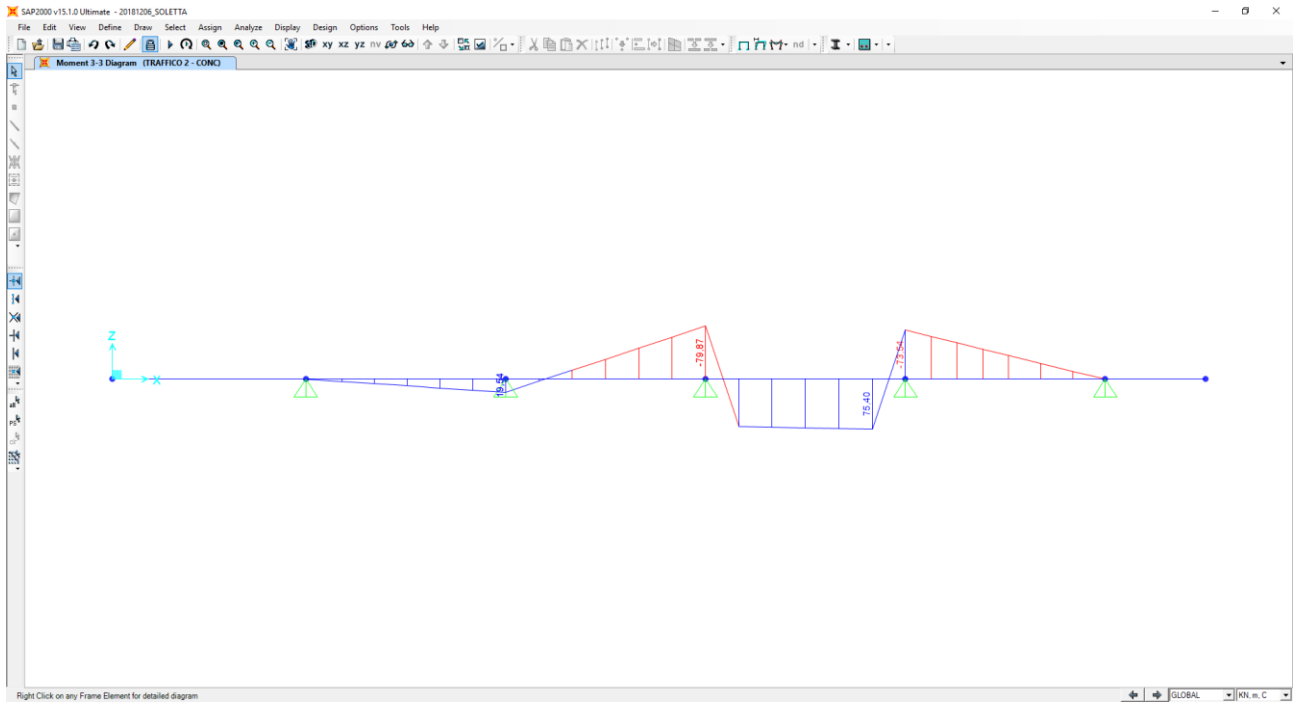 SAP2000 v15.1.0 Ultimate - 20181206_SOLETTA
File Edit View Define Draw Select Assign Analyze Display Design Options Tools Help
xy xz yz nv nd
Moment 3-3 Diagram (TRAFFICO 2 - CONC)
Z
X
19.54
-79.87
75.40
-73.54
Right Click on any Frame Element for detailed diagram
GLOBAL
KN, m, C